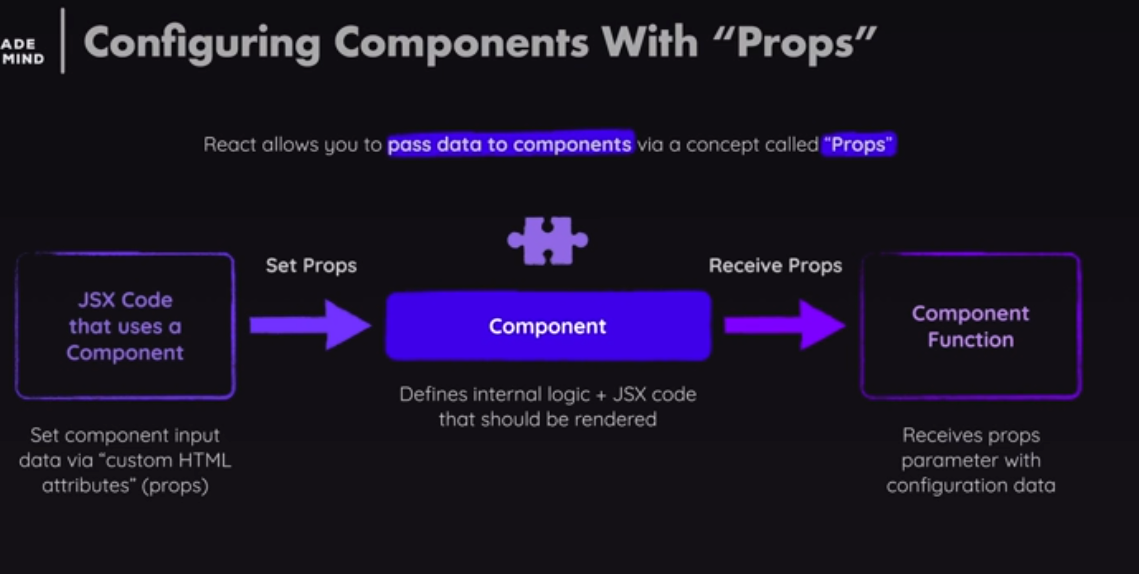 ADE
MIND
Configuring Components With “Props”
React allows you to pass data to components via a concept called “Props”
Set Props
Receive Props
JSX Code
that uses a
Component
Component
Component
Function
Defines internal logic + JSX code
that should be rendered
Set component input
data via “custom HTML
attributes” (props)
Receives props
parameter with
configuration data